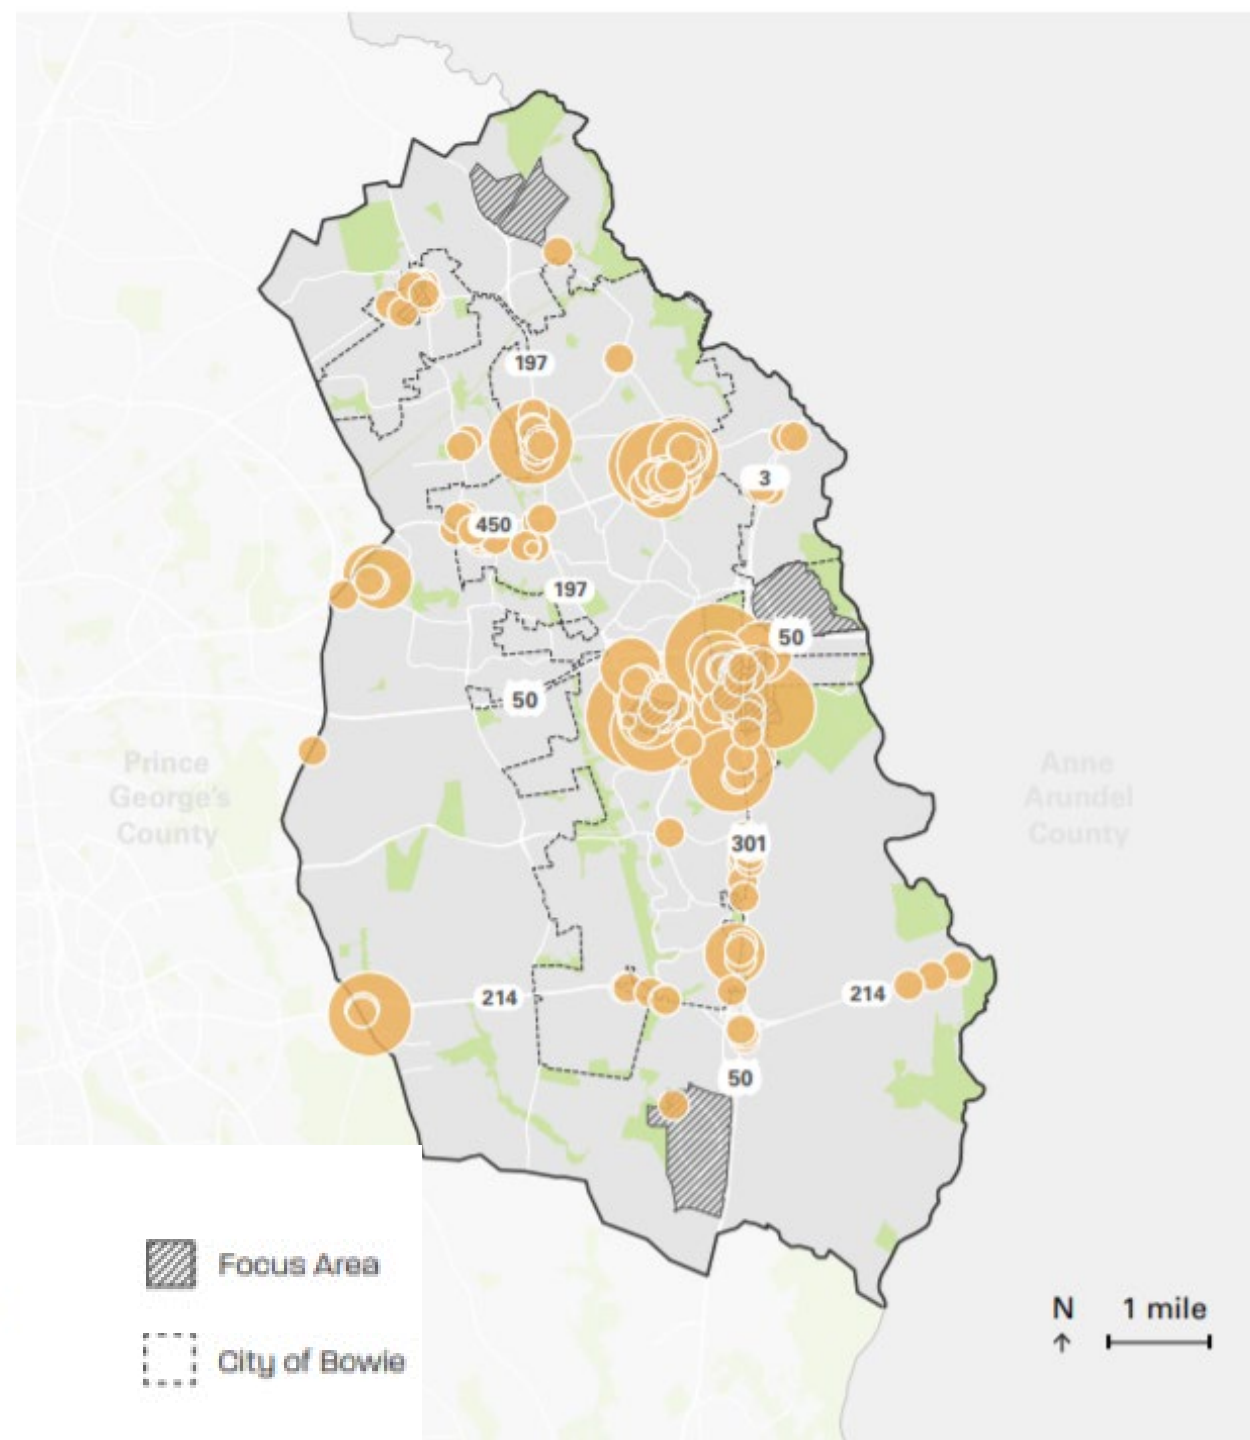 197
3
450
197
50
50
Prince
George's
County
Anne
Arundel
County
301
214
214
50
Focus Area
City of Bowie
N
1 mile